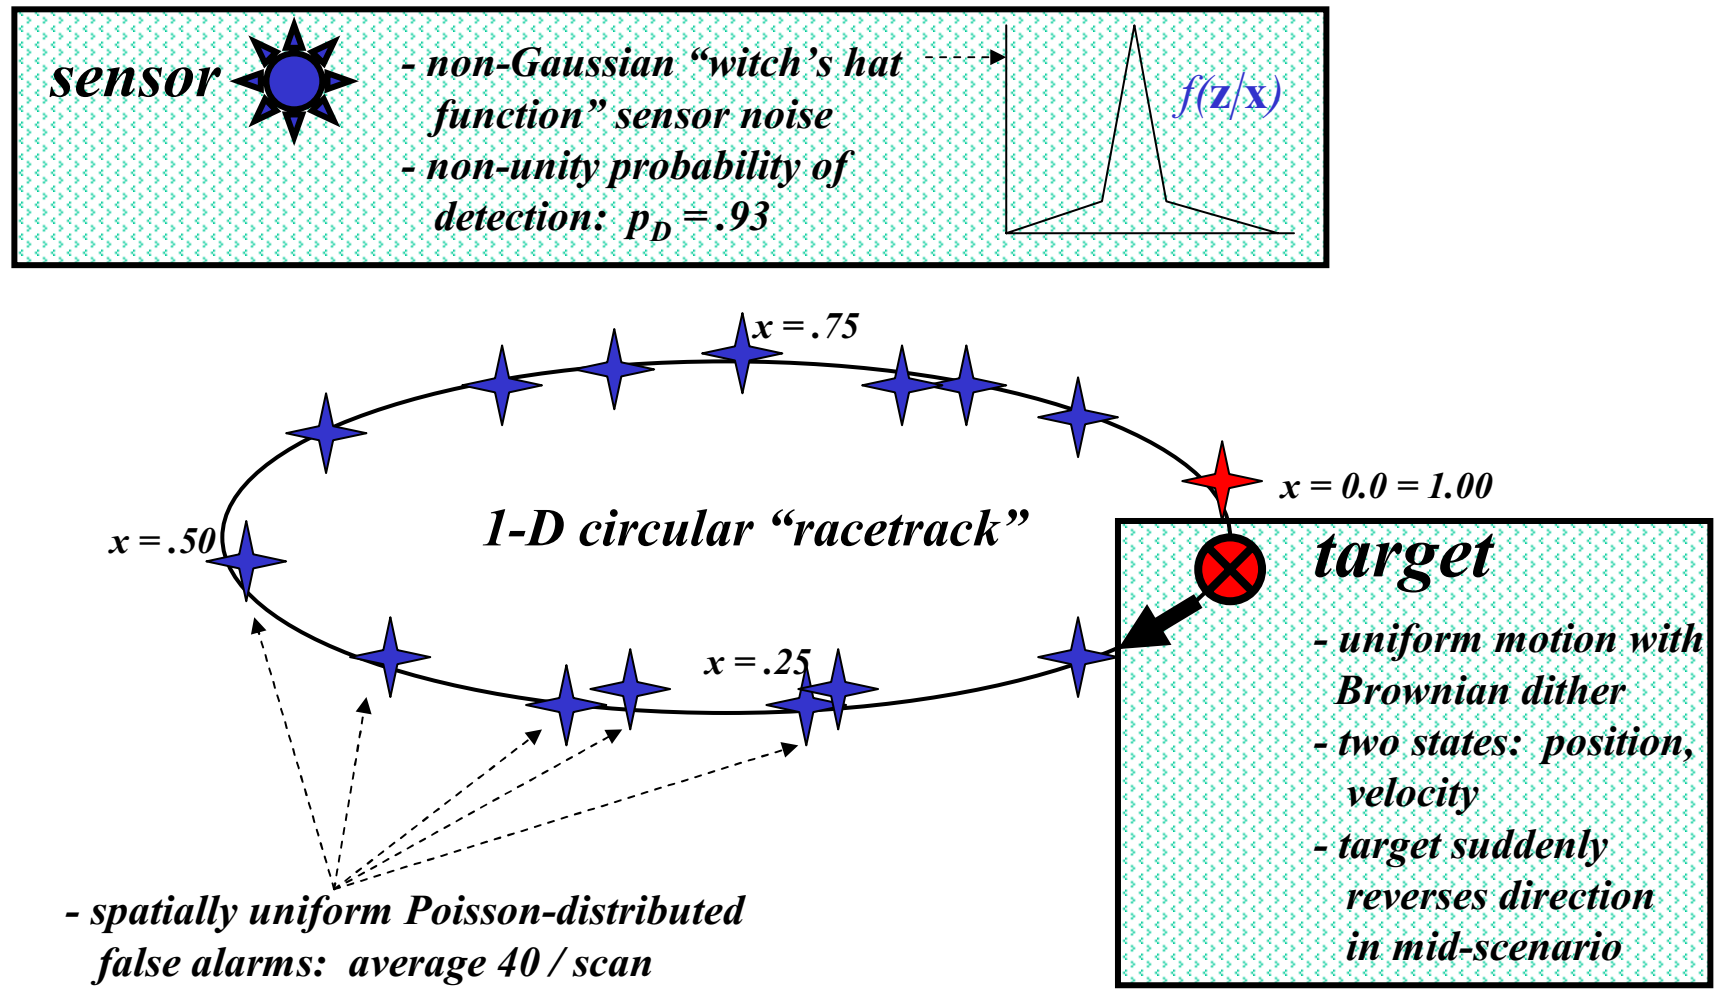 sensor
- non-Gaussian “witch’s hat
function” sensor noise
- non-unity probability of
detection: pD = .93
f(z/x)
x = .75
x = 0.0 = 1.00
x = .50
1-D circular “racetrack”
x = .25
target
- uniform motion with
Brownian dither
- two states: position,
velocity
- target suddenly
reverses direction
in mid-scenario
- spatially uniform Poisson-distributed
false alarms: average 40 / scan